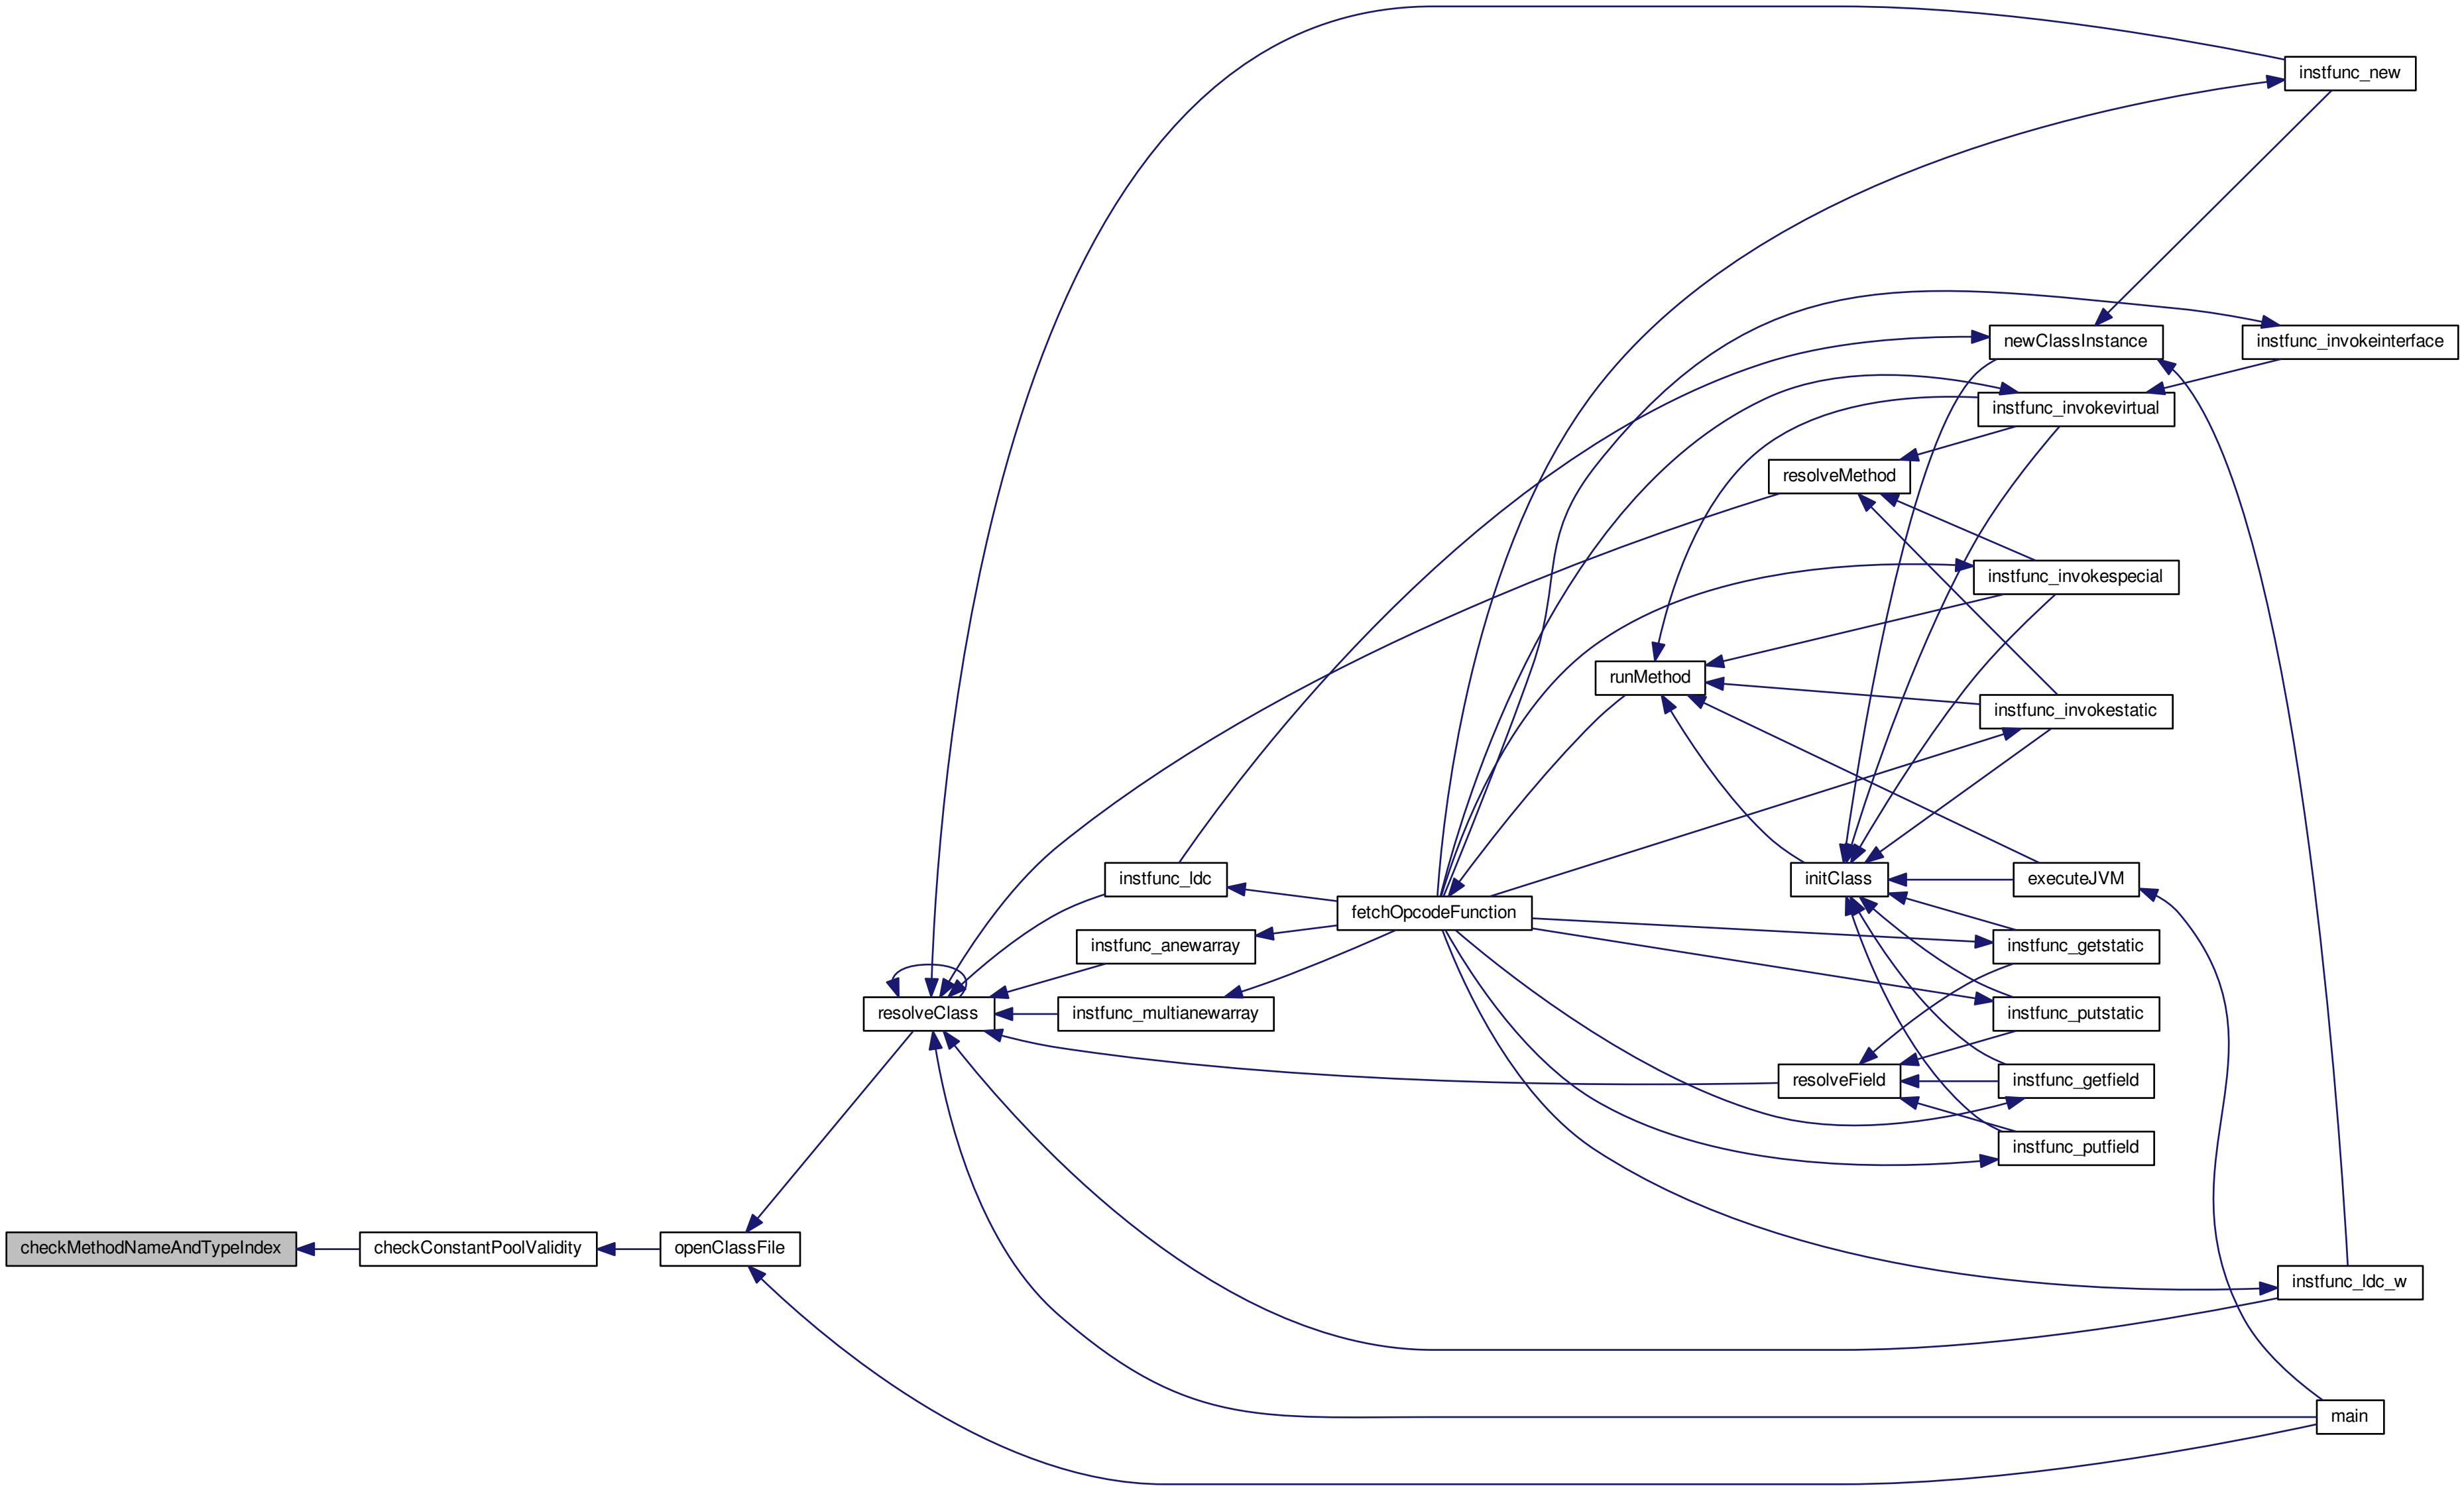 instfunc_new
newClassInstance
instfunc_invokeinterface
instfunc_invokevirtual
resolveMethod
instfunc_invokespecial
runMethod
instfunc_invokestatic
instfunc_ldc
initClass
executeJVM
fetchOpcodeFunction
instfunc_anewarray
instfunc_getstatic
resolveClass
instfunc_multianewarray
instfunc_putstatic
resolveField
instfunc_getfield
instfunc_putfield
checkMethodNameAndTypeIndex
checkConstantPoolValidity
openClassFile
instfunc_ldc_w
main